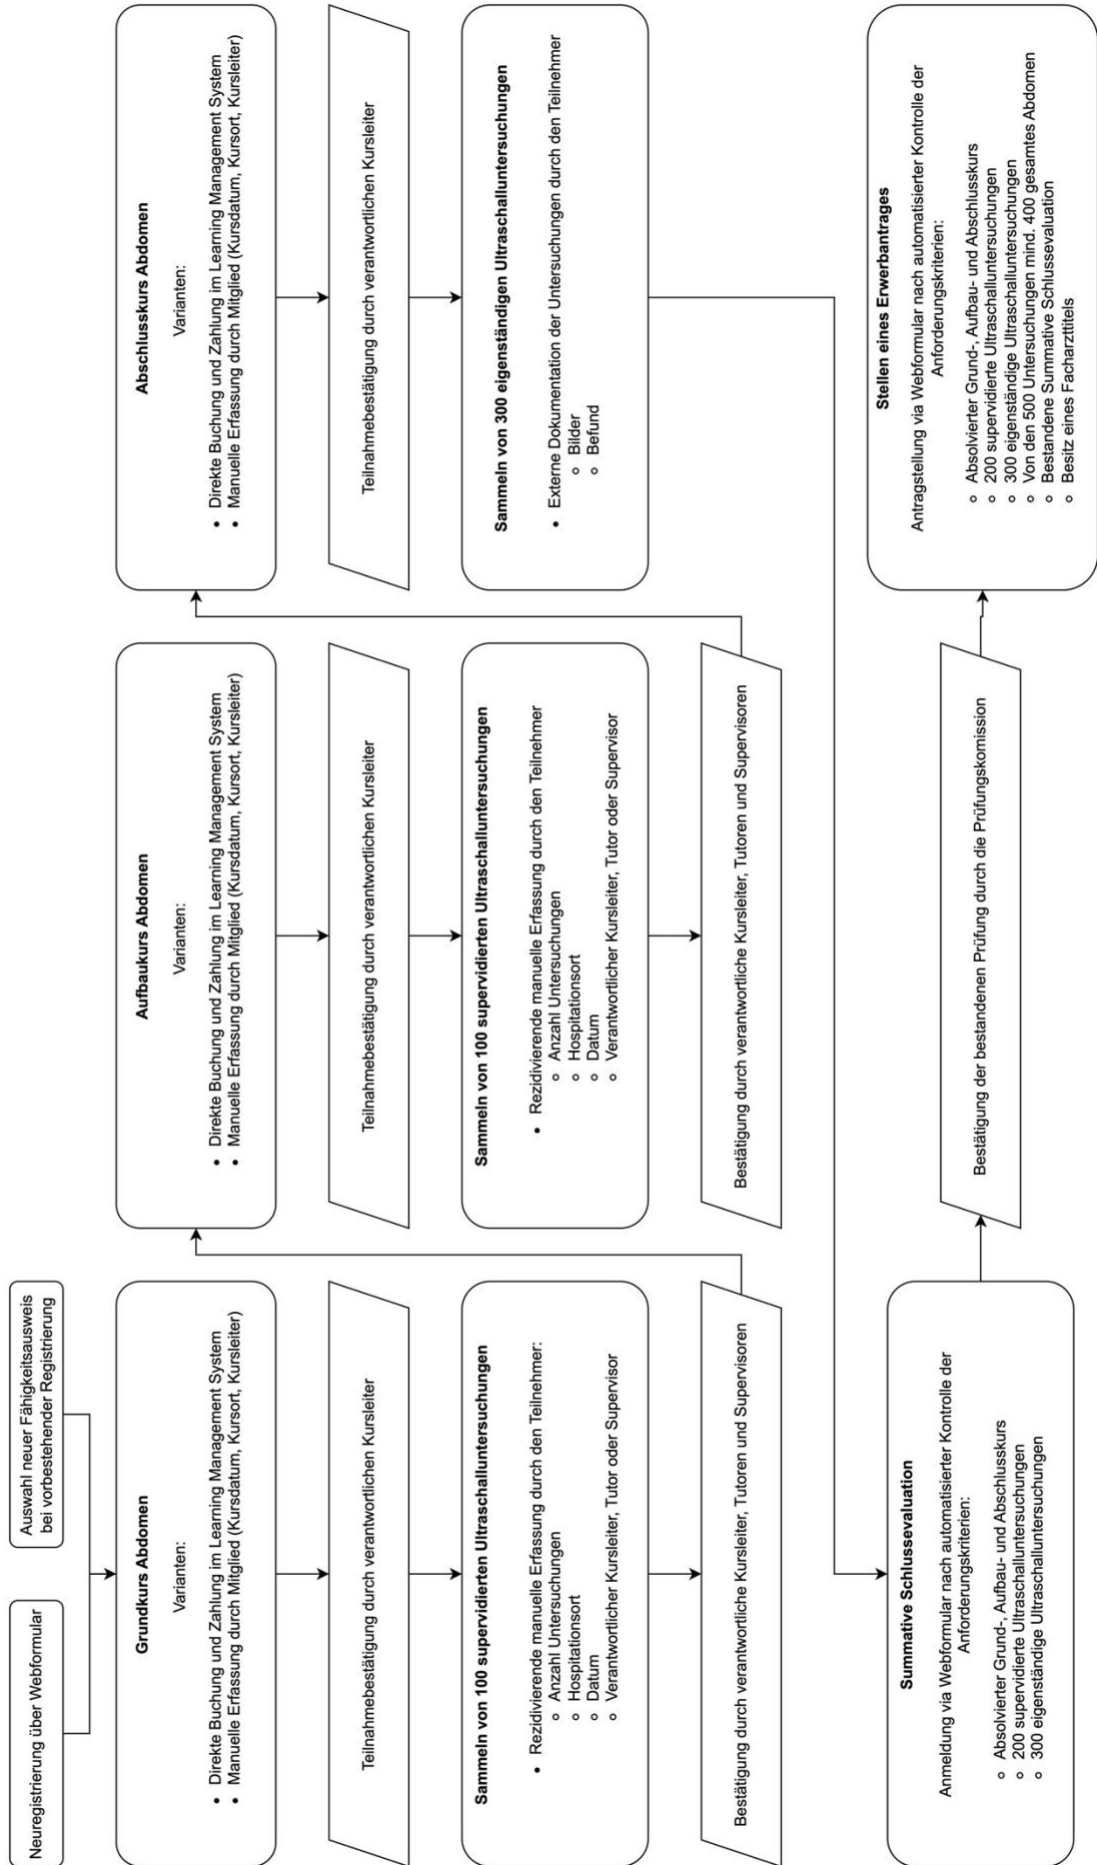 Neuregistrierung über Webformular
Auswahl neuer Fähigkeitsausweis
bei vorbestehender Registrierung
Grundkurs Abdomen
Varianten:
• Direkte Buchung und Zahlung im Learning Management System
• Manuelle Erfassung durch Mitglied (Kursdatum, Kursort, Kursleiter)
Teilnahmebestätigung durch verantwortlichen Kursleiter
Sammeln von 100 supervidierten Ultraschalluntersuchungen
• Rezidivierende manuelle Erfassung durch den Teilnehmer:
○ Anzahl Untersuchungen
○ Hospitationsort
○ Datum
○ Verantwortlicher Kursleiter, Tutor oder Supervisor
Bestätigung durch verantwortliche Kursleiter, Tutoren und Supervisoren
Aufbaukurs Abdomen
Varianten:
• Direkte Buchung und Zahlung im Learning Management System
• Manuelle Erfassung durch Mitglied (Kursdatum, Kursort, Kursleiter)
Teilnahmebestätigung durch verantwortlichen Kursleiter
Sammeln von 100 supervidierten Ultraschalluntersuchungen
• Rezidivierende manuelle Erfassung durch den Teilnehmer
○ Anzahl Untersuchungen
○ Hospitationsort
○ Datum
○ Verantwortlicher Kursleiter, Tutor oder Supervisor
Bestätigung durch verantwortliche Kursleiter, Tutoren und Supervisoren
Abschlusskurs Abdomen
Varianten:
• Direkte Buchung und Zahlung im Learning Management System
• Manuelle Erfassung durch Mitglied (Kursdatum, Kursort, Kursleiter)
Teilnahmebestätigung durch verantwortlichen Kursleiter
Sammeln von 300 eigenständigen Ultraschalluntersuchungen
• Externe Dokumentation der Untersuchungen durch den Teilnehmer
○ Bilder
○ Befund
Summative Schlussevaluation
Anmeldung via Webformular nach automatisierter Kontrolle der
Anforderungskriterien:
○ Absolvierter Grund-, Aufbau- und Abschlusskurs
○ 200 supervidierte Ultraschalluntersuchungen
○ 300 eigenständige Ultraschalluntersuchungen
Bestätigung der bestandenen Prüfung durch die Prüfungskomission
Stellen eines Erwerbantrages
Antragstellung via Webformular nach automatisierter Kontrolle der
Anforderungskriterien:
○ Absolvierter Grund-, Aufbau- und Abschlusskurs
○ 200 supervidierte Ultraschalluntersuchungen
○ 300 eigenständige Ultraschalluntersuchungen
○ Von den 500 Untersuchungen mind. 400 gesamtes Abdomen
○ Bestandene Summative Schlussevaluation
○ Besitz eines Facharzttitels